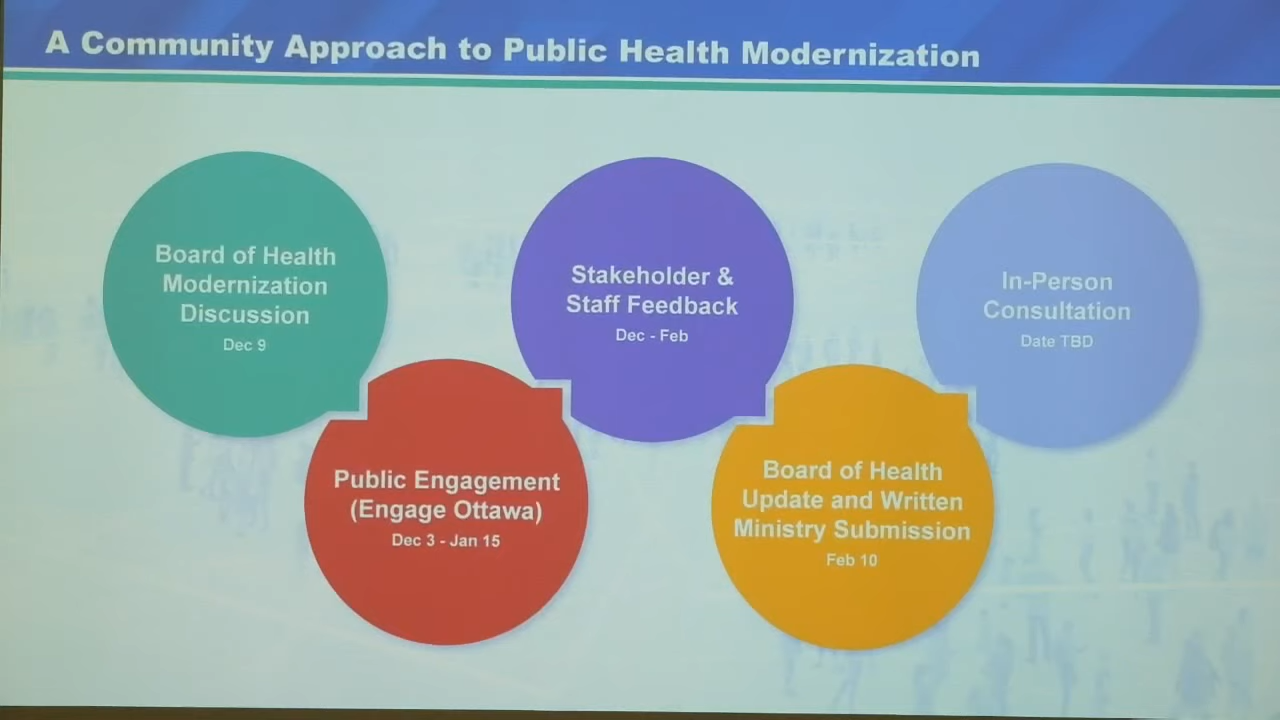 A Community Approach to Public Health Modernization
Board of Health
Modernization
Discussion
Dec 9
Public Engagement
(Engage Ottawa)
Dec 3 - Jan 15
Stakeholder &
Staff Feedback
Dec - Feb
Board of Health
Update and Written
Ministry Submission
Feb 10
In-Person
Consultation
Date TBD